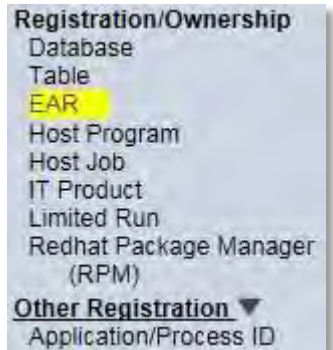 Registration/Ownership
Database
Table
EAR
Host Program
Host Job
IT Product
Limited Run
Redhat Package Manager
(RPM)
Other Registration ▼
Application/Process ID